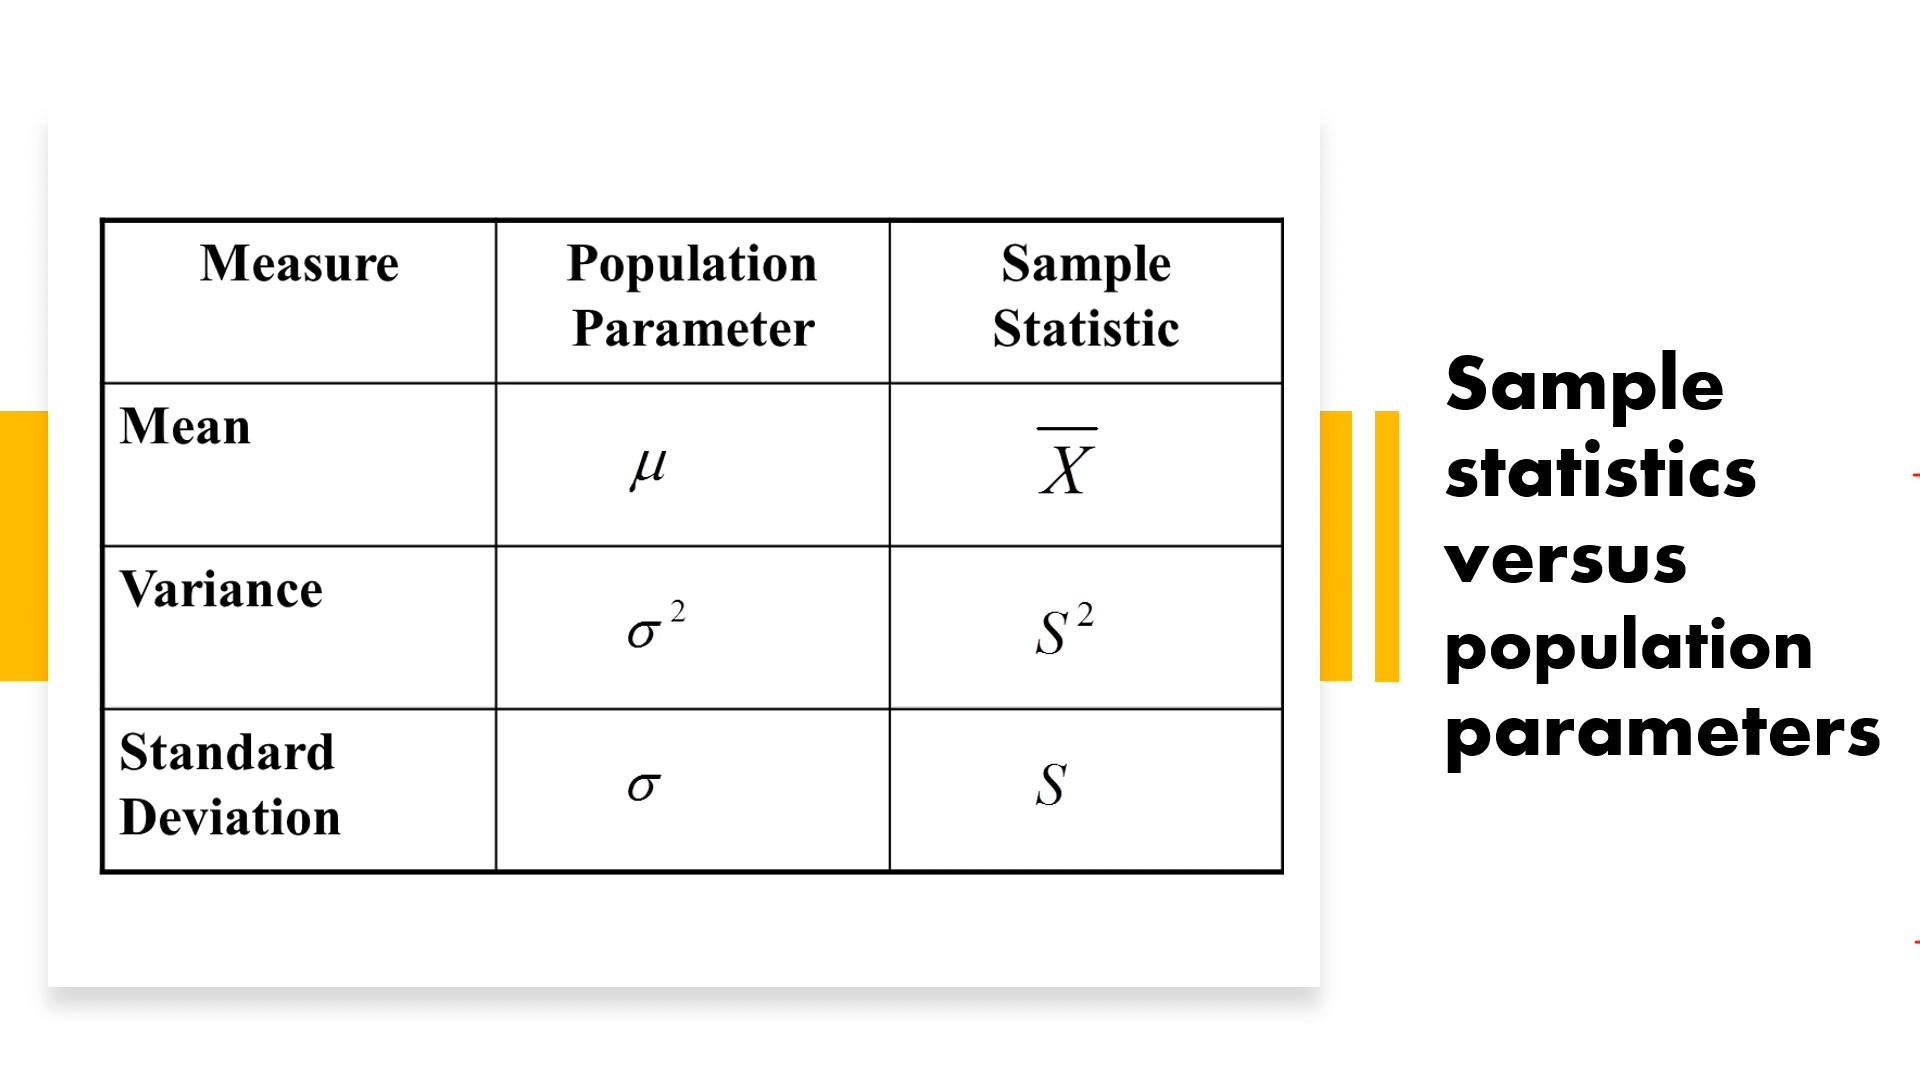 Measure
Population
Parameter
Sample
Statistic
Mean
μ
X̅
Variance
σ²
S²
Standard
Deviation
σ
S
Sample
statistics
versus
population
parameters